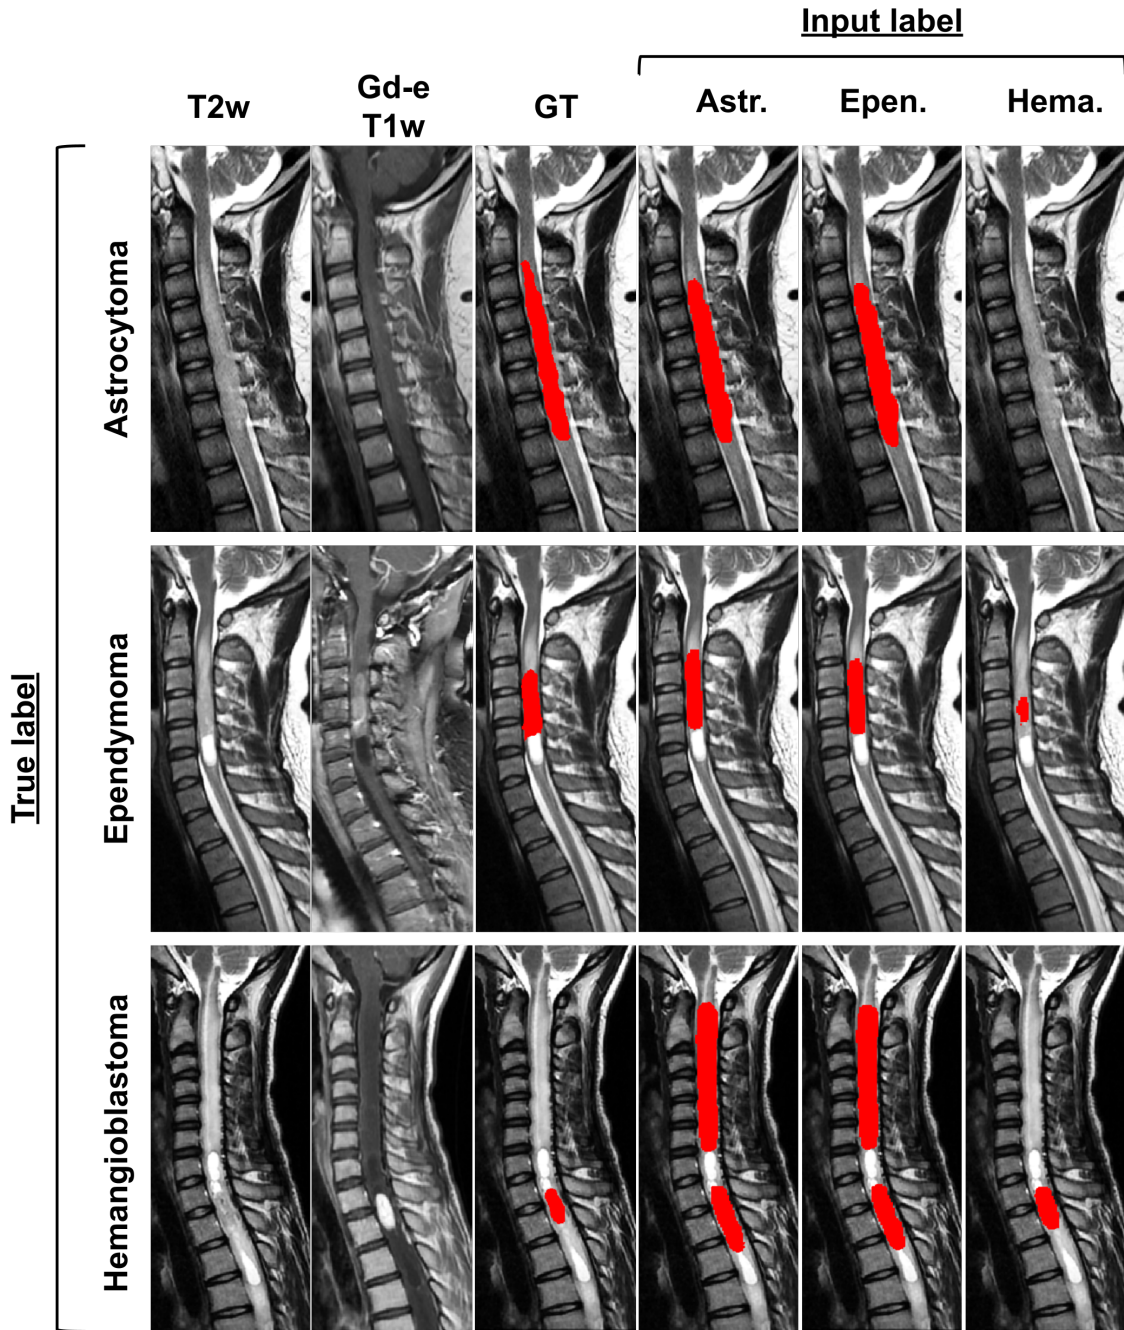 Input label
T2w
Gd-e
T1w
GT
Astr.
Epen.
Hema.
True label
Astrocytoma
Ependymoma
Hemangioblastoma